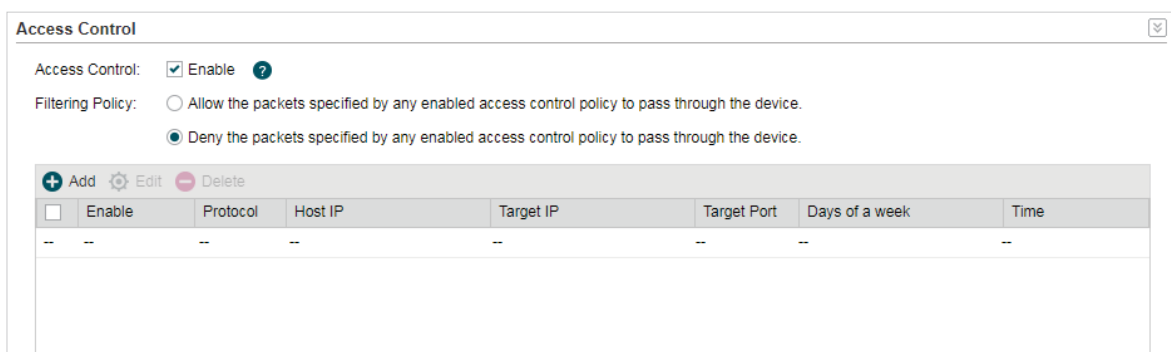 Access Control
Access Control: Enable ?
Filtering Policy: Allow the packets specified by any enabled access control policy to pass through the device.
Deny the packets specified by any enabled access control policy to pass through the device.
Add Edit Delete
Enable Protocol Host IP Target IP Target Port Days of a week Time
-- -- -- -- -- -- -- --